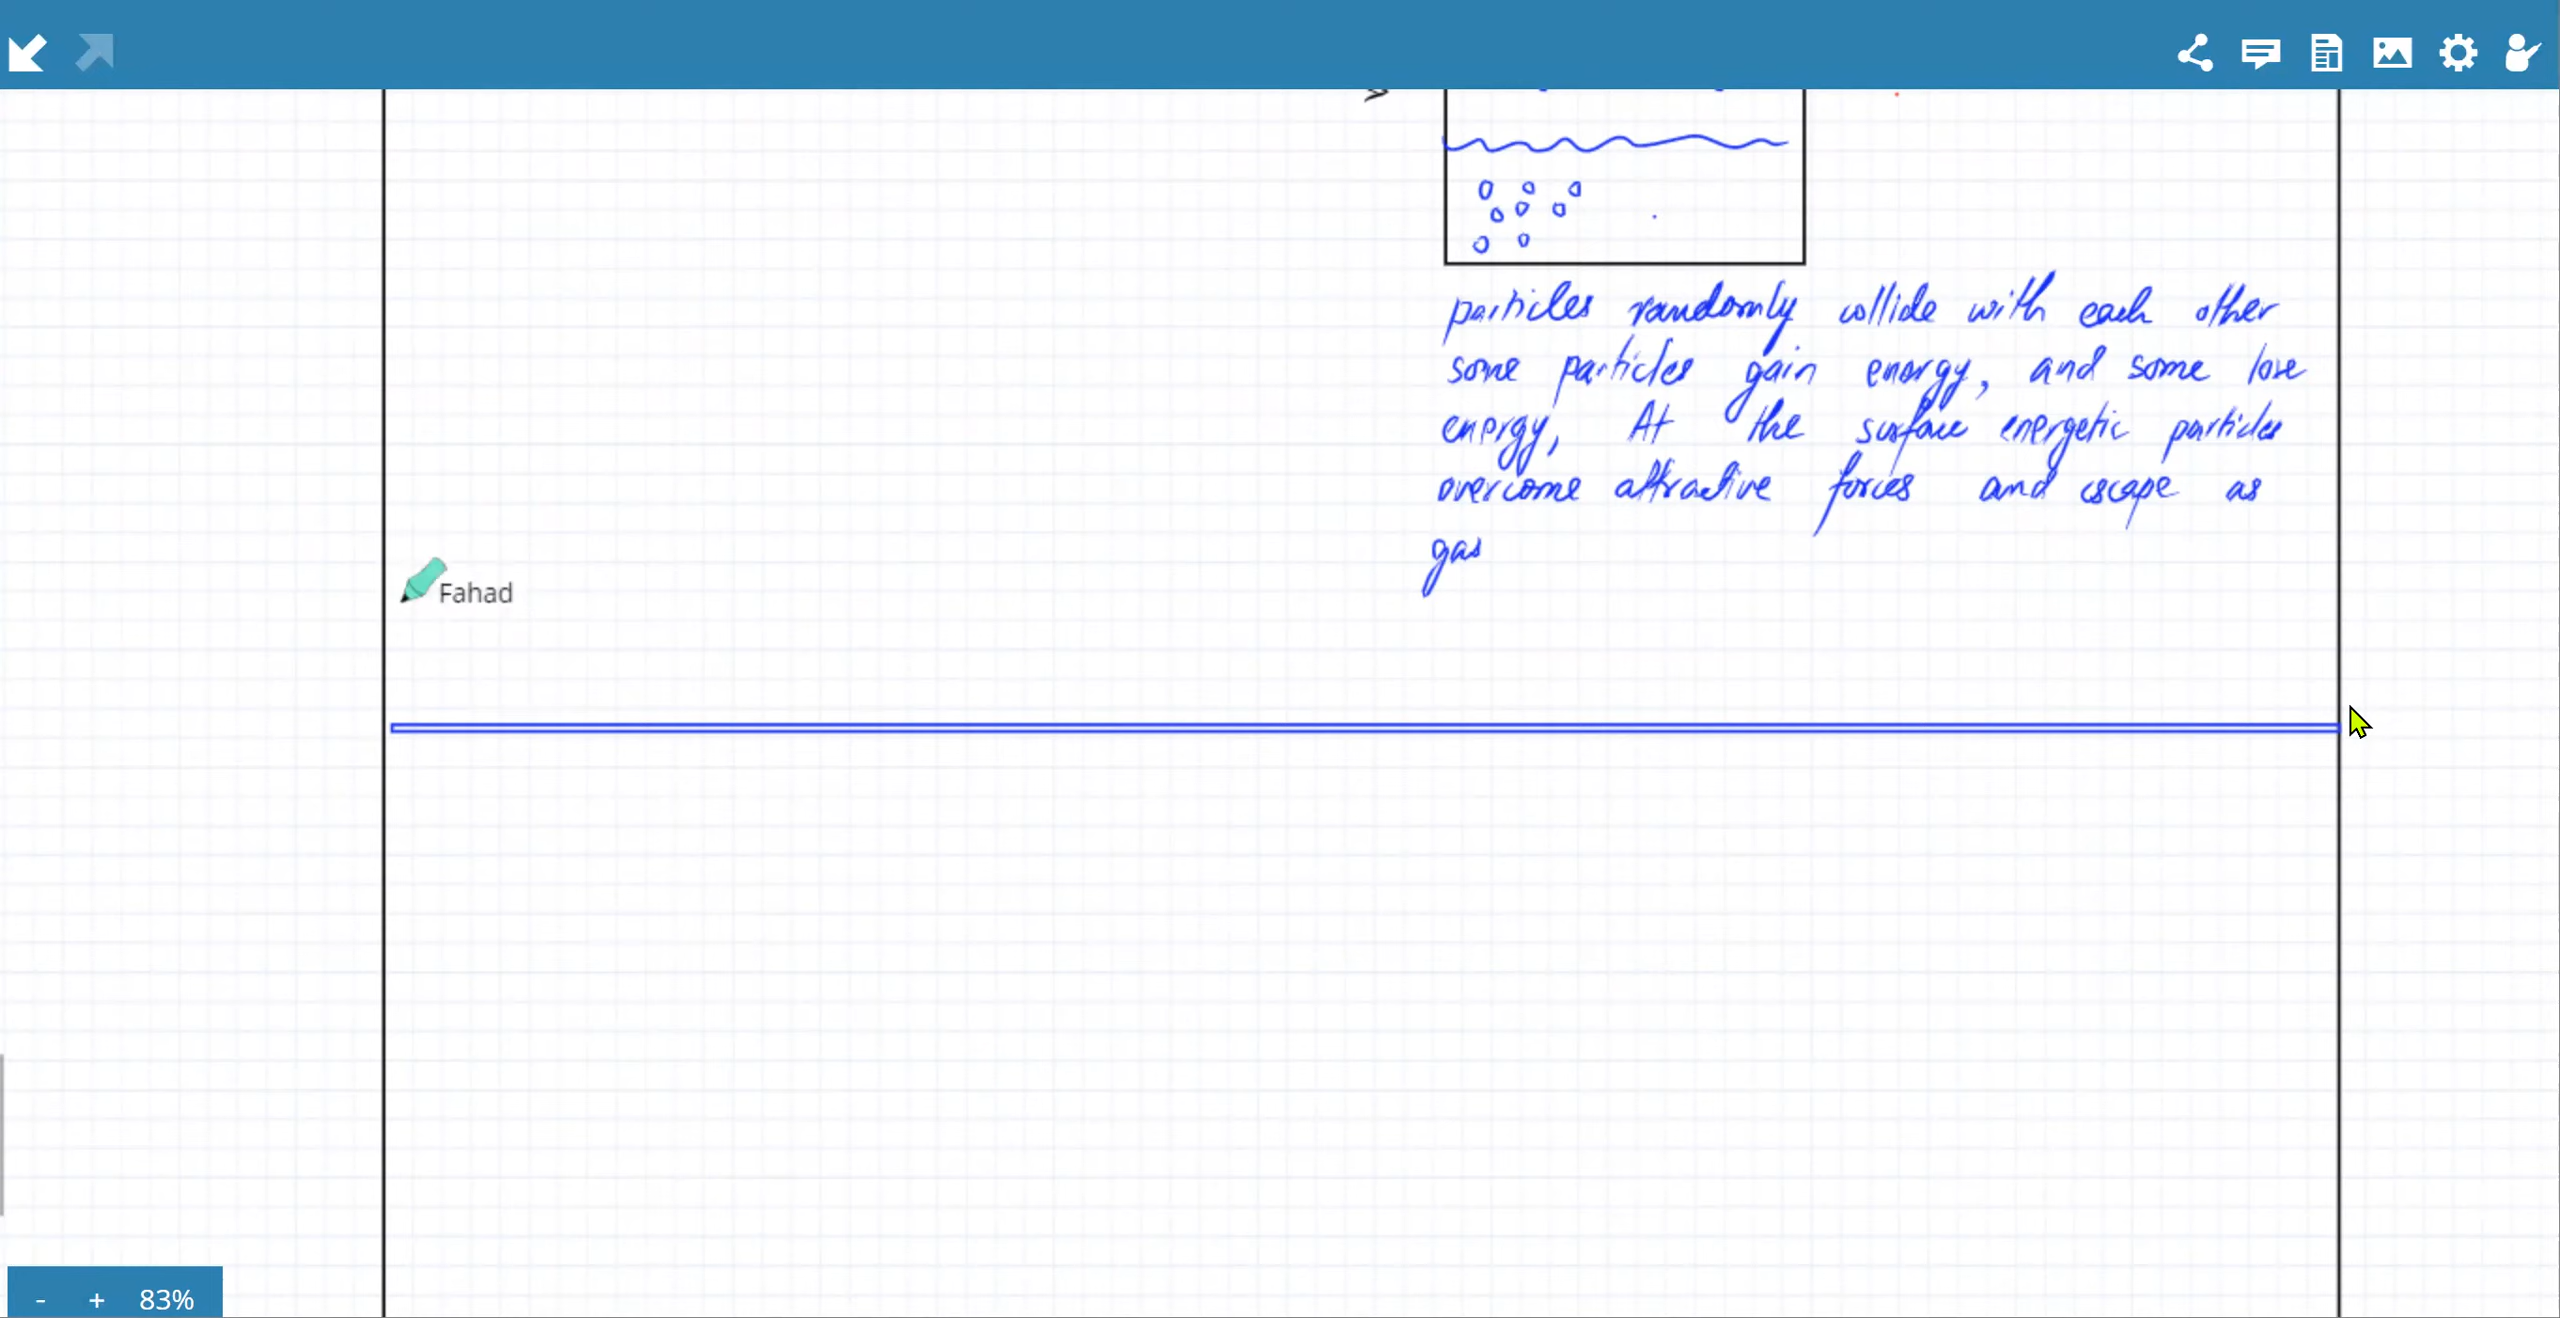 particles randomly collide with each other
some particles gain energy, and some lose
energy, At the surface energetic particles
overcome attractive forces and escape as
gas
Fahad
- + 83%